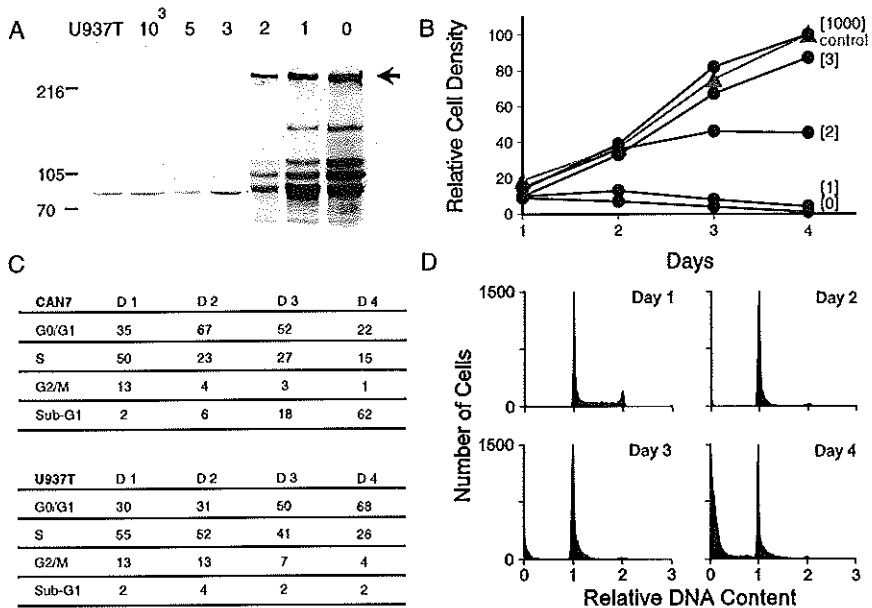 A
U937T 10³ 5 3 2 1 0
216
105
70
B
Relative Cell Density
100
80
60
40
20
0
1 2 3 4
Days
[1000]
control
[3]
[2]
[1]
[0]
C
CAN7 D 1 D 2 D 3 D 4
G0/G1 35 67 52 22
S 50 23 27 15
G2/M 13 4 3 1
Sub-G1 2 6 18 62
U937T D 1 D 2 D 3 D 4
G0/G1 30 31 50 68
S 55 52 41 26
G2/M 13 13 7 4
Sub-G1 2 4 2 2
D
Number of Cells
1500
0
Day 1
Day 2
1500
0
Day 3
Day 4
0 1 2 3 0 1 2 3
Relative DNA Content